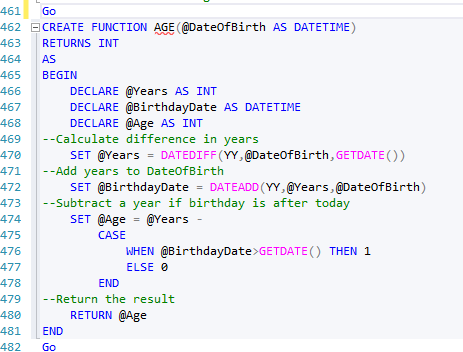 461 Go
462 CREATE FUNCTION AGE(@DateOfBirth AS DATETIME)
463 RETURNS INT
464 AS
465 BEGIN
466     DECLARE @Years AS INT
467     DECLARE @BirthdayDate AS DATETIME
468     DECLARE @Age AS INT
469 --Calculate difference in years
470     SET @Years = DATEDIFF(YY,@DateOfBirth,GETDATE())
471 --Add years to DateOfBirth
472     SET @BirthdayDate = DATEADD(YY,@Years,@DateOfBirth)
473 --Subtract a year if birthday is after today
474     SET @Age = @Years -
475         CASE
476             WHEN @BirthdayDate>GETDATE() THEN 1
477             ELSE 0
478         END
479 --Return the result
480     RETURN @Age
481 END
482 Go